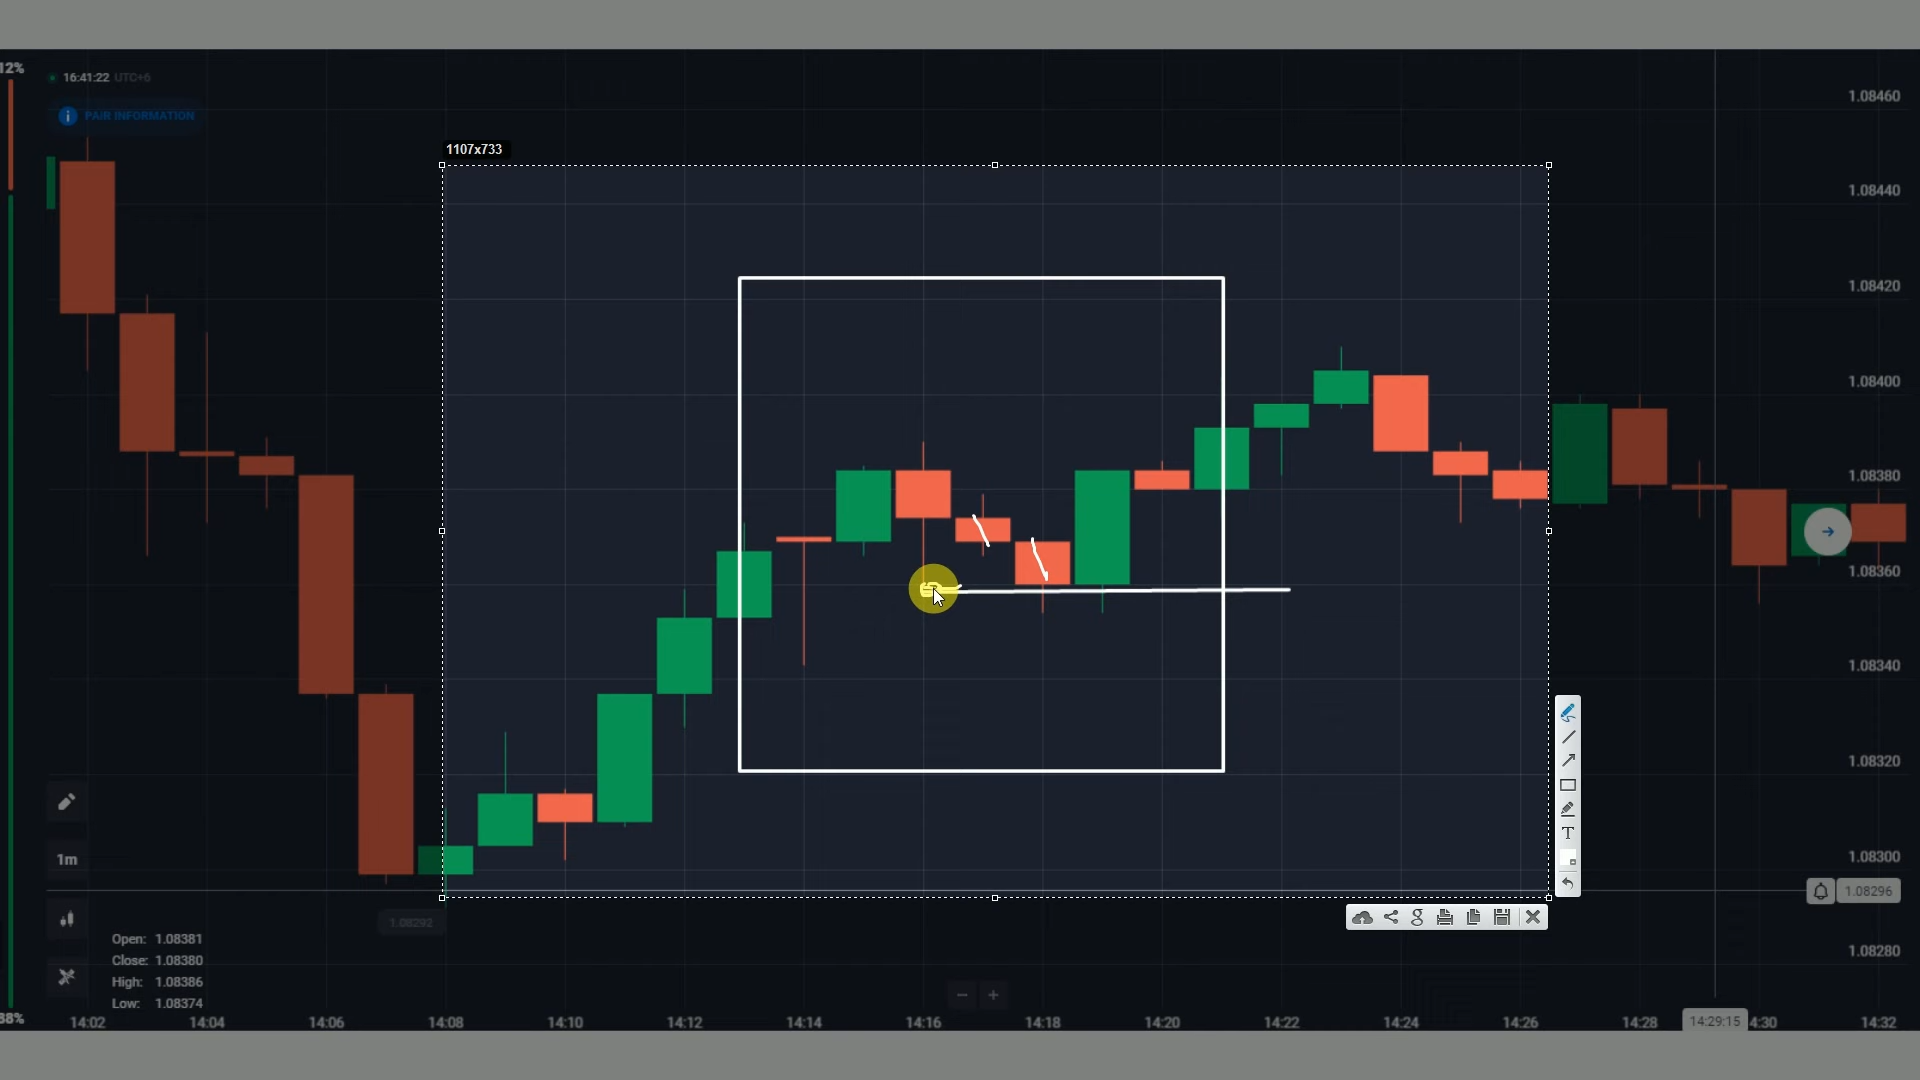 12%
16:41:22 UTC+6
PAIR INFORMATION
1107x733
1.08460
1.08440
1.08420
1.08400
1.08380
1.08360
1.08340
1.08320
1.08300
1.08296
1.08280
1m
1.08292
Open: 1.08381
Close: 1.08380
High: 1.08386
Low: 1.08374
T
g
38%
14:02 14:04 14:06 14:08 14:10 14:12 14:14 14:16 14:18 14:20 14:22 14:24 14:26 14:28 14:29:15 4:30 14:32